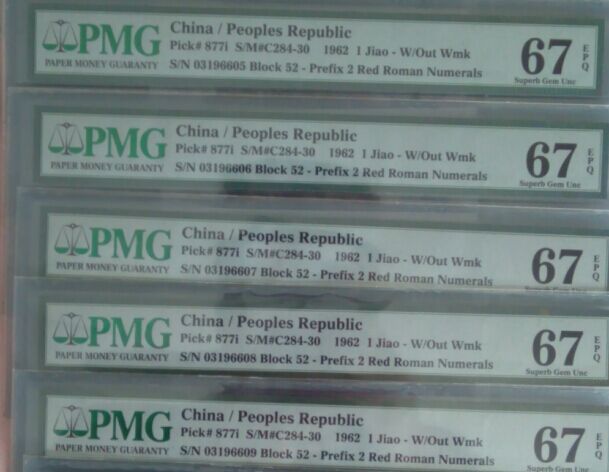 PMG
PAPER MONEY GUARANTY
China / Peoples Republic
Pick# 877i S/M#C284-30 1962 1 Jiao - W/Out Wmk
S/N 03196605 Block 52 - Prefix 2 Red Roman Numerals
67 EPQ
Superb Gem Unc
PMG
PAPER MONEY GUARANTY
China / Peoples Republic
Pick# 877i S/M#C284-30 1962 1 Jiao - W/Out Wmk
S/N 03196606 Block 52 - Prefix 2 Red Roman Numerals
67 EPQ
Superb Gem Unc
PMG
PAPER MONEY GUARANTY
China / Peoples Republic
Pick# 877i S/M#C284-30 1962 1 Jiao - W/Out Wmk
S/N 03196607 Block 52 - Prefix 2 Red Roman Numerals
67 EPQ
PMG
PAPER MONEY GUARANTY
China / Peoples Republic
Pick# 877i S/M#C284-30 1962 1 Jiao - W/Out Wmk
S/N 03196608 Block 52 - Prefix 2 Red Roman Numerals
67 EPQ
Superb Gem Unc
PMG
PAPER MONEY GUARANTY
China / Peoples Republic
Pick# 877i S/M#C284-30 1962 1 Jiao - W/Out Wmk
S/N 03196609 Block 52 - Prefix 2 Red Roman Numerals
67 EPQ
Superb Gem Unc